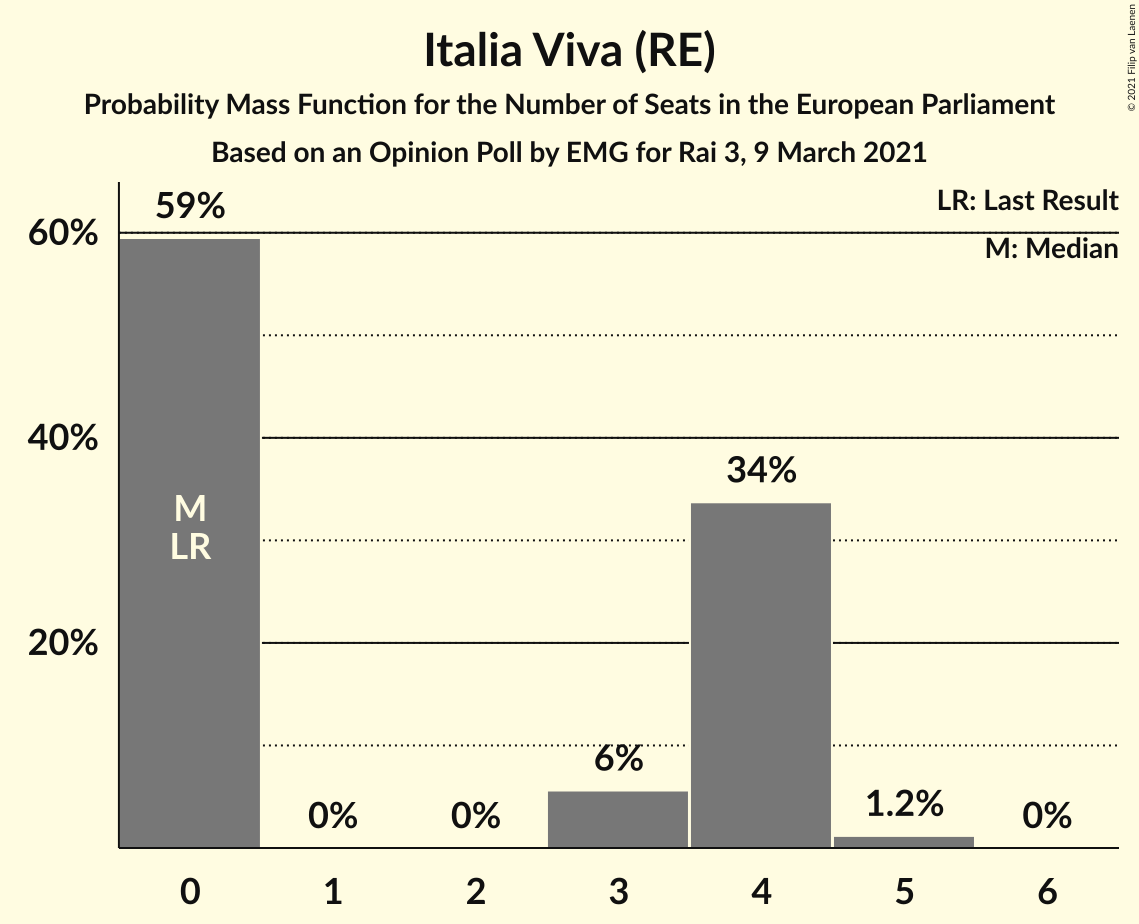 Italia Viva (RE)
Probability Mass Function for the Number of Seats in the European Parliament
Based on an Opinion Poll by EMG for Rai 3, 9 March 2021
© 2021 Filip van Laenen
LR: Last Result
M: Median
60%
40%
20%
59%
M
LR
0%
0%
6%
34%
1.2%
0%
0
1
2
3
4
5
6